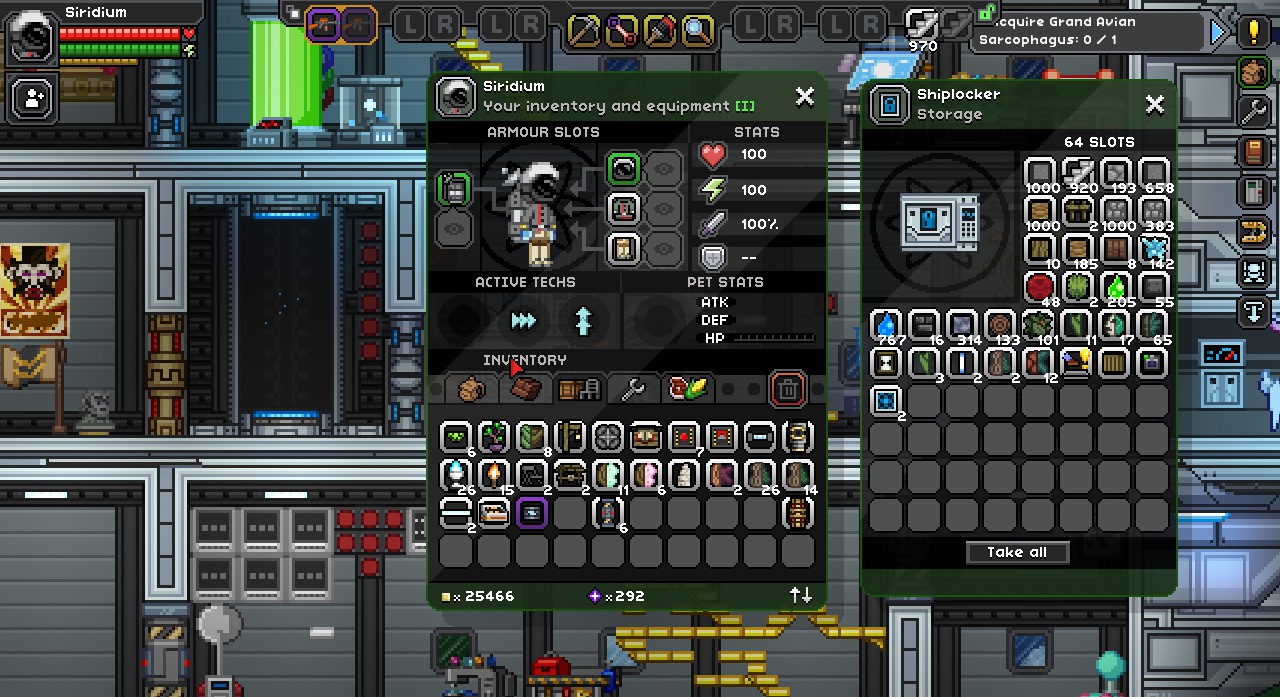 Siridium
L R L R L R L R
970
cquire Grand Avian
Sarcophagus: 0 / 1
Siridium
Your inventory and equipment [I]
ARMOUR SLOTS
STATS
100
100
100%
--
ACTIVE TECHS
PET STATS
ATK
DEF
HP
INVENTORY
6 8 7
26 15 2 2 11 6 2 26 14
2 6
x 25466
x 292
Shiplocker
Storage
64 SLOTS
1000 920 193 658
1000 2 1000 383
10 185 8 142
48 2 205 55
767 16 314 133 101 11 17 65
3 2 2 12
2
Take all